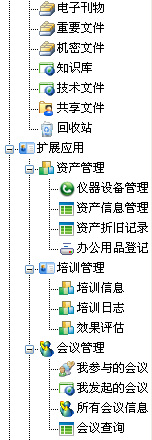 电子刊物
重要文件
机密文件
知识库
技术文件
共享文件
回收站
扩展应用
资产管理
仪器设备管理
资产信息管理
资产折旧记录
办公用品登记
培训管理
培训信息
培训日志
效果评估
会议管理
我参与的会议
我发起的会议
所有会议信息
会议查询